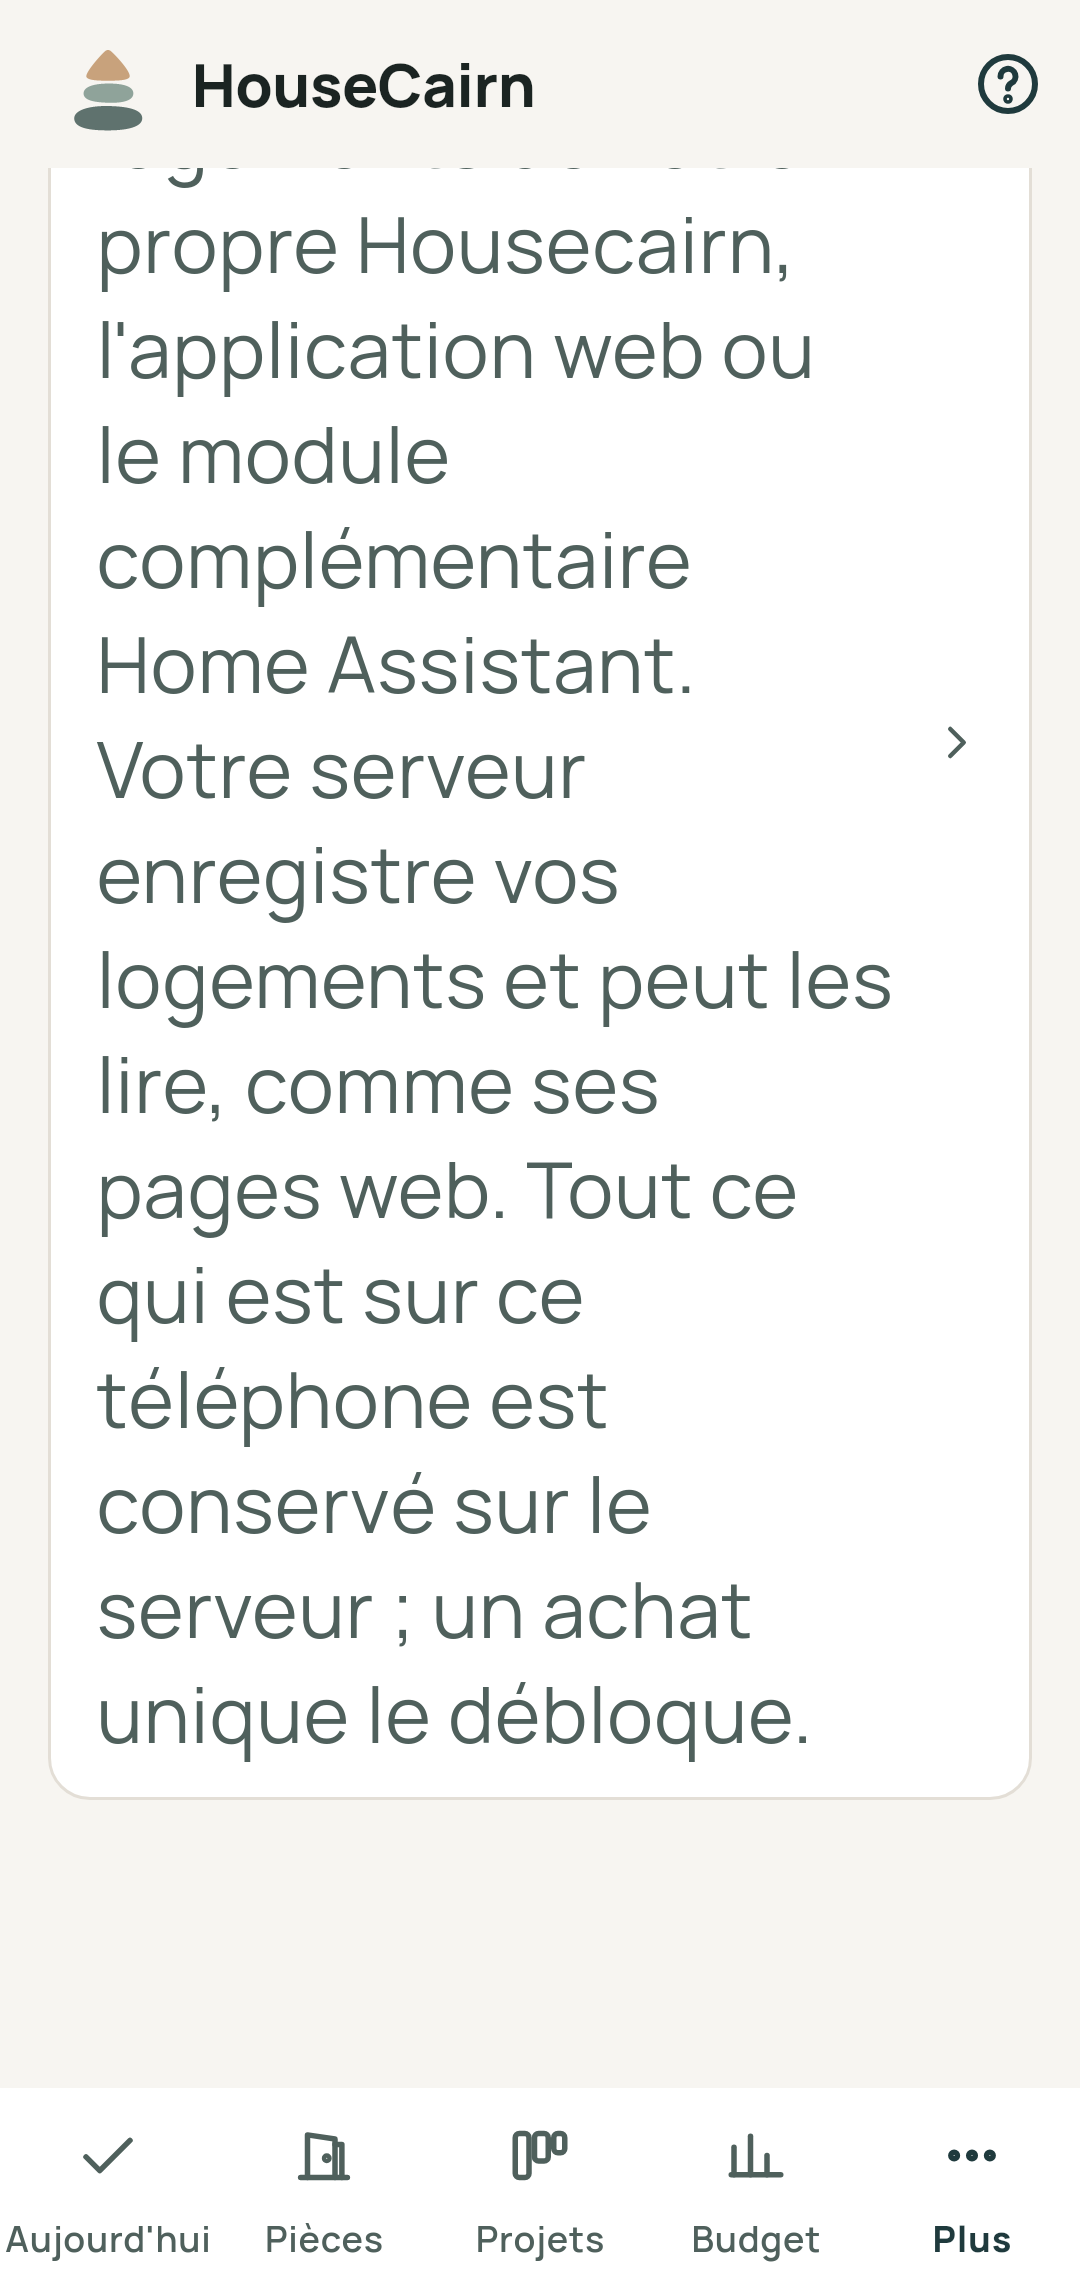 HouseCairn
propre Housecairn,
l'application web ou
le module
complémentaire
Home Assistant.
Votre serveur
enregistre vos
logements et peut les
lire, comme ses
pages web. Tout ce
qui est sur ce
téléphone est
conservé sur le
serveur ; un achat
unique le débloque.
Aujourd'hui Pièces Projets Budget Plus